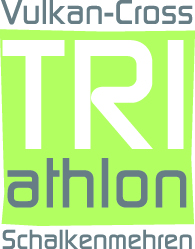 Vulkan-Cross
TRI
athlon
Schalkenmehren